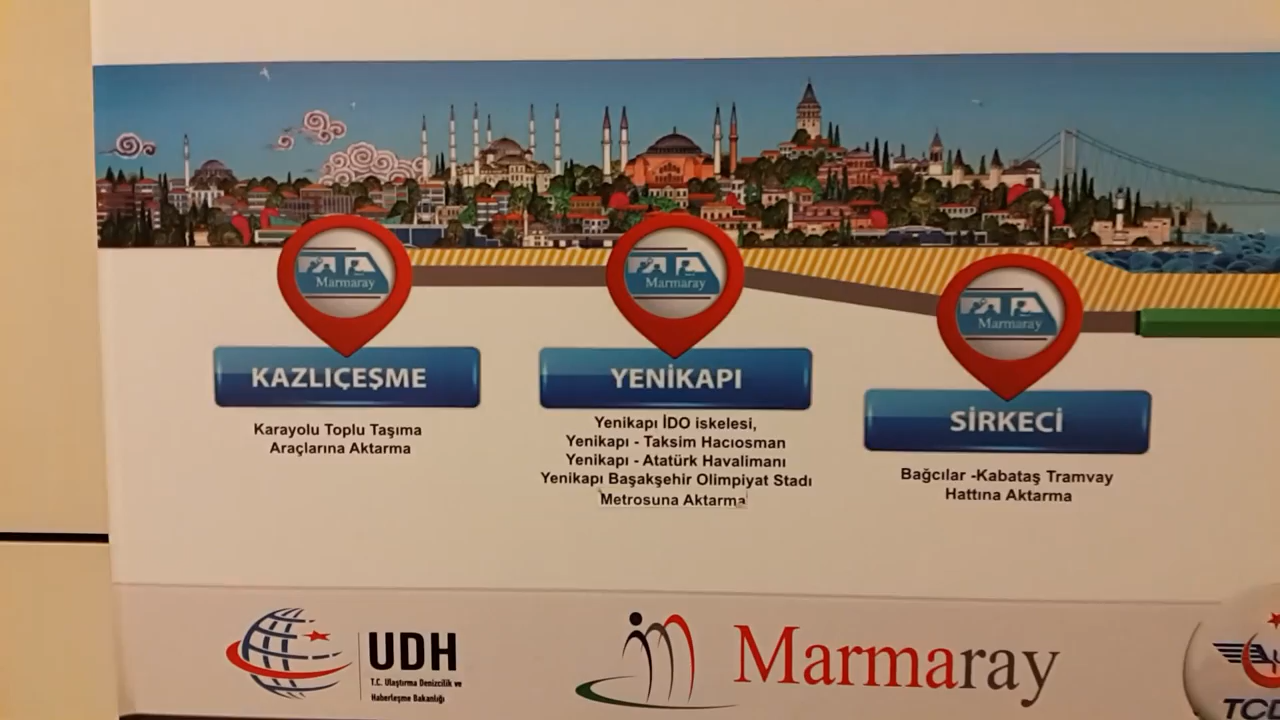 Marmaray
Marmaray
Marmaray
KAZLIÇEŞME
Karayolu Toplu Taşıma
Araçlarına Aktarma
YENİKAPI
Yenikapı İDO iskelesi,
Yenikapı - Taksim Hacıosman
Yenikapı - Atatürk Havalimanı
Yenikapı Başakşehir Olimpiyat Stadı
Metrosuna Aktarma
SİRKECİ
Bağcılar -Kabataş Tramvay
Hattına Aktarma
UDH
T.C. Ulaştırma Denizcilik ve
Haberleşme Bakanlığı
Marmaray
TCD